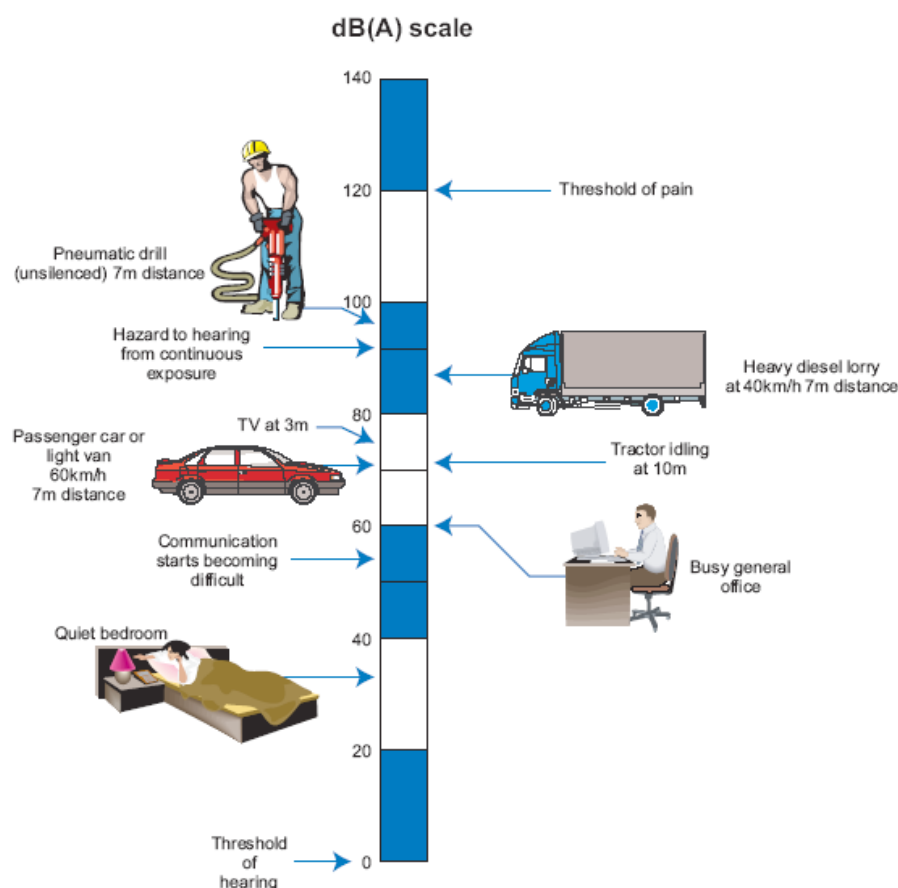 dB(A) scale
140
120
Threshold of pain
Pneumatic drill
(unsilenced) 7m distance
100
Hazard to hearing
from continuous
exposure
Heavy diesel lorry
at 40km/h 7m distance
80
TV at 3m
Passenger car or
light van
60km/h
7m distance
Tractor idling
at 10m
60
Communication
starts becoming
difficult
Busy general
office
Quiet bedroom
40
20
Threshold
of
hearing
0